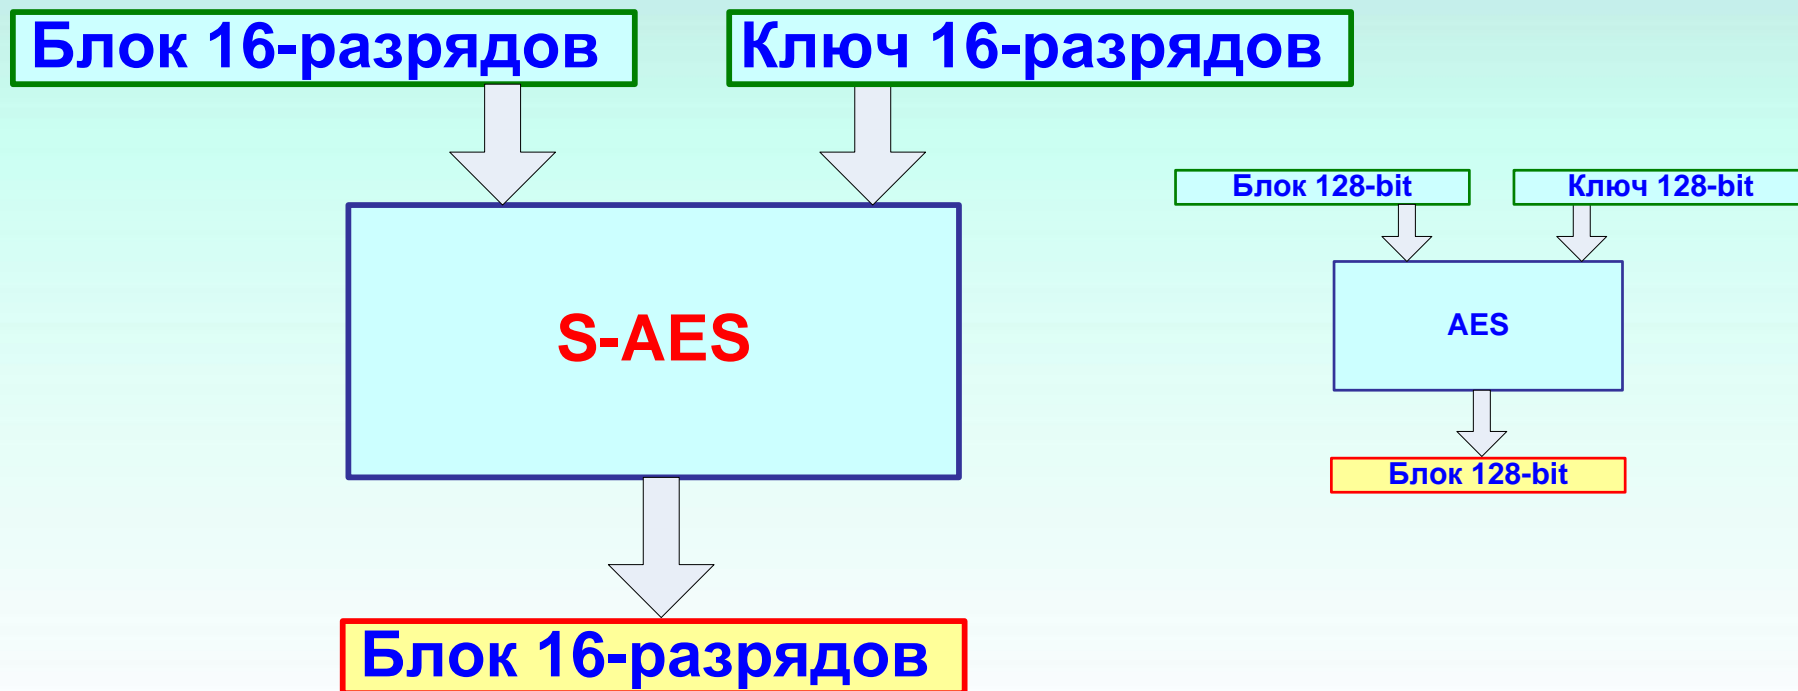 Блок 16-разрядов
Ключ 16-разрядов
Блок 128-bit
Ключ 128-bit
S-AES
AES
Блок 128-bit
Блок 16-разрядов